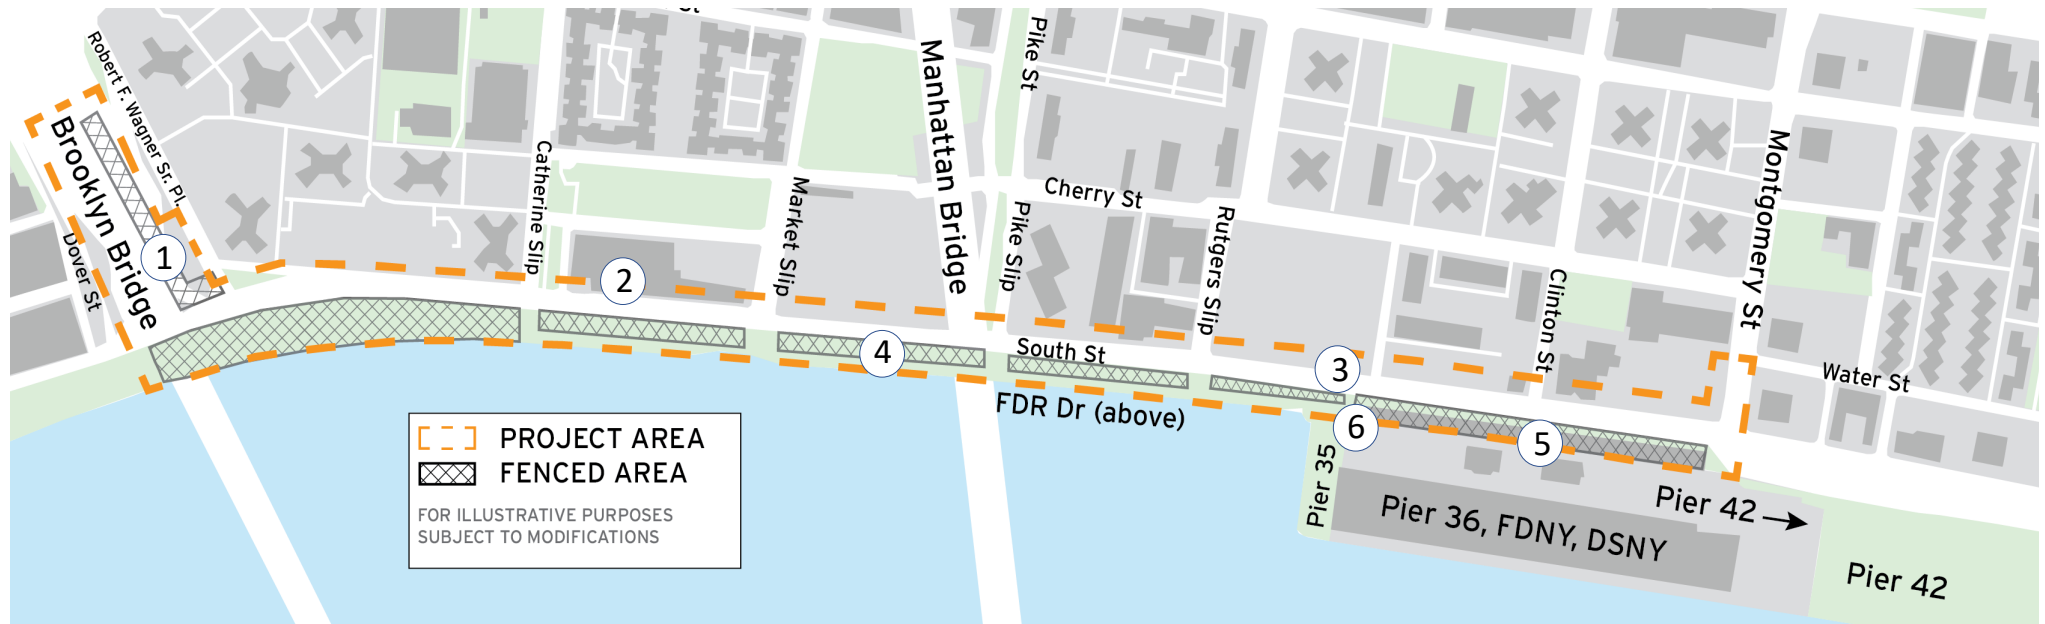 St
Robert F. Wagner Sr. Pl.
Brooklyn Bridge
Dover St
Catherine Slip
Market Slip
Manhattan Bridge
Pike St
Cherry St
Pike Slip
Rutgers Slip
Clinton St
Montgomery St
Water St
South St
FDR Dr (above)
1
2
3
4
5
6
Pier 35
Pier 36, FDNY, DSNY
Pier 42
Pier 42
PROJECT AREA
FENCED AREA
FOR ILLUSTRATIVE PURPOSES
SUBJECT TO MODIFICATIONS